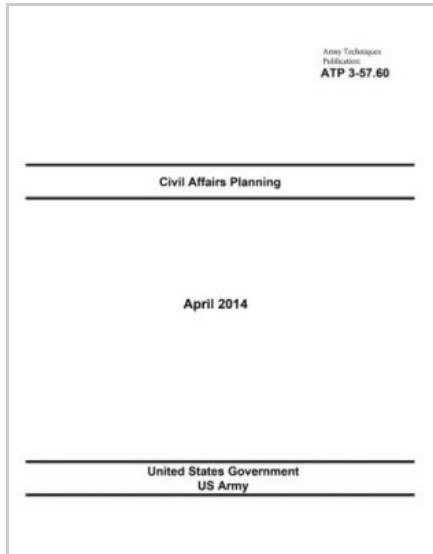 Army Techniques
Publication
ATP 3-57.60
Civil Affairs Planning
April 2014
United States Government
US Army